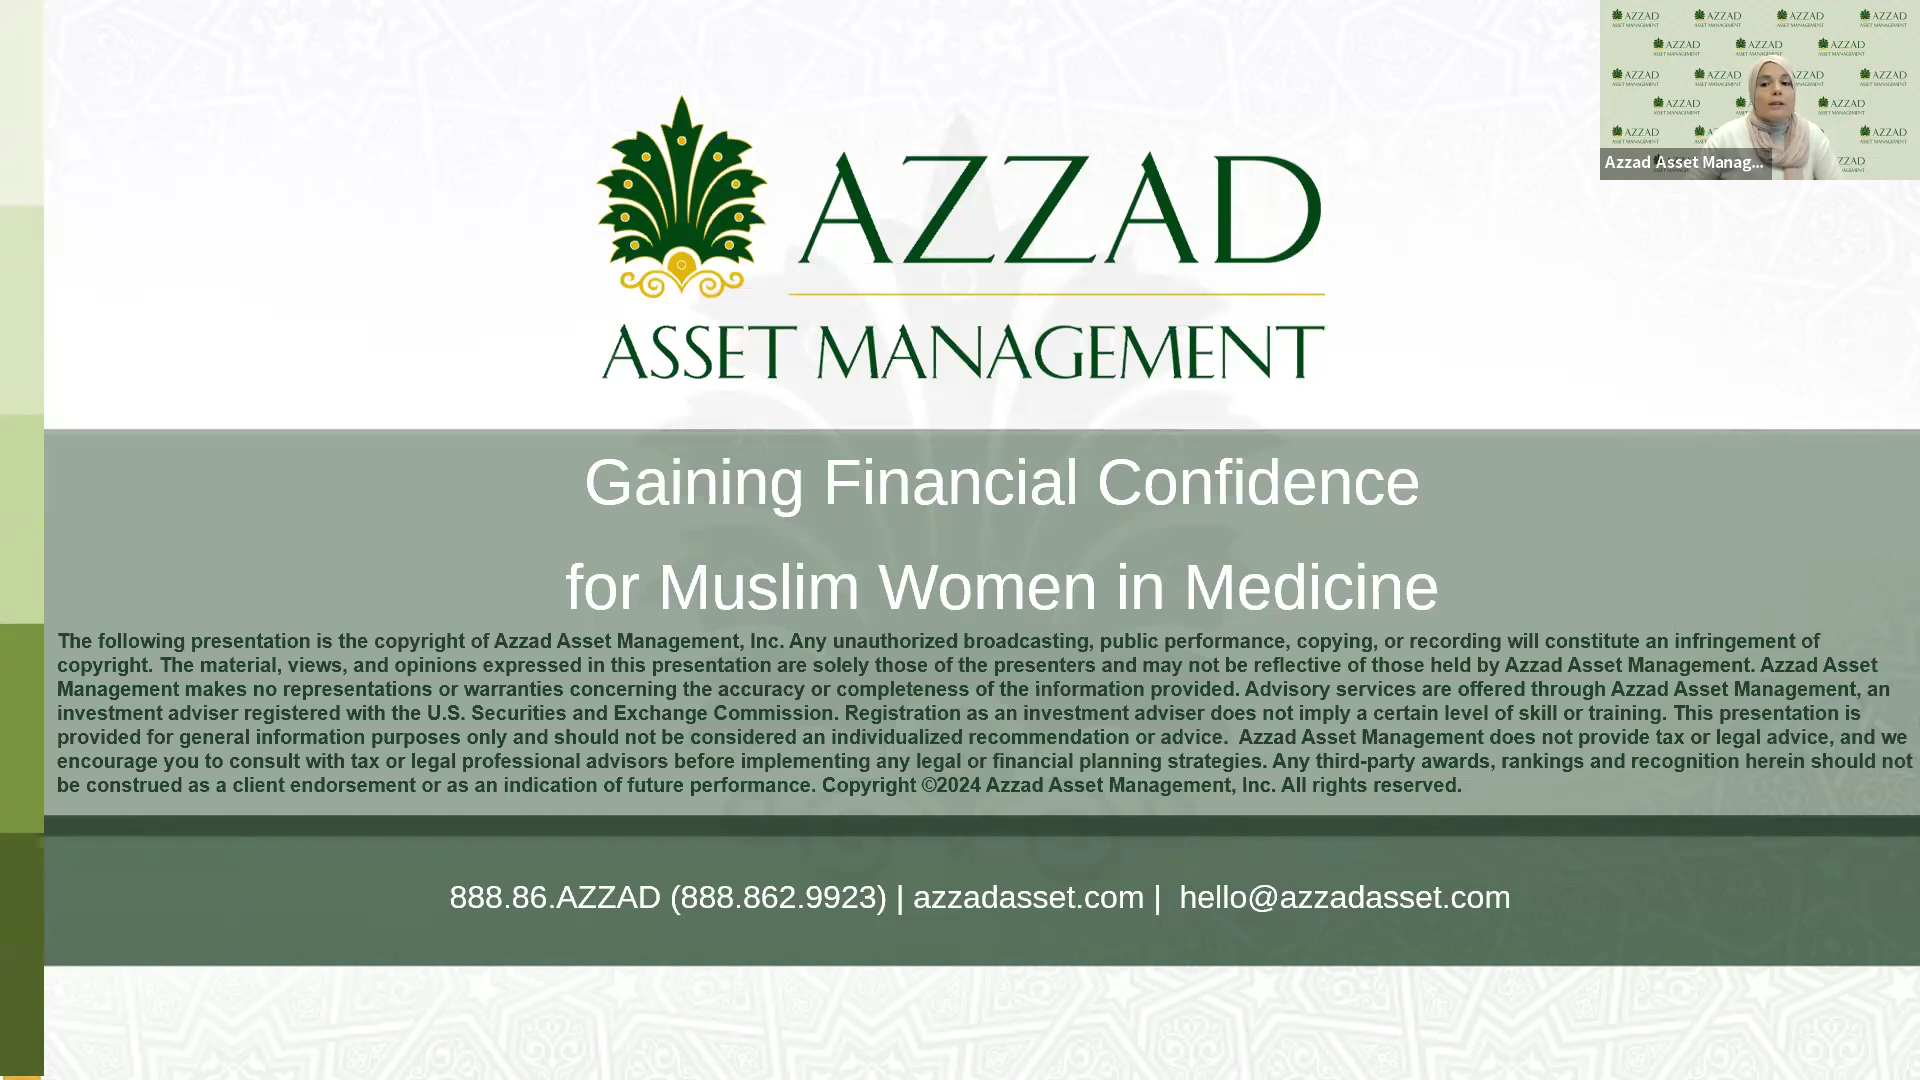 AZZAD
ASSET MANAGEMENT
Azzad Asset Manag...
Gaining Financial Confidence
for Muslim Women in Medicine
The following presentation is the copyright of Azzad Asset Management, Inc. Any unauthorized broadcasting, public performance, copying, or recording will constitute an infringement of
copyright. The material, views, and opinions expressed in this presentation are solely those of the presenters and may not be reflective of those held by Azzad Asset Management. Azzad Asset
Management makes no representations or warranties concerning the accuracy or completeness of the information provided. Advisory services are offered through Azzad Asset Management, an
investment adviser registered with the U.S. Securities and Exchange Commission. Registration as an investment adviser does not imply a certain level of skill or training. This presentation is
provided for general information purposes only and should not be considered an individualized recommendation or advice.  Azzad Asset Management does not provide tax or legal advice, and we
encourage you to consult with tax or legal professional advisors before implementing any legal or financial planning strategies. Any third-party awards, rankings and recognition herein should not
be construed as a client endorsement or as an indication of future performance. Copyright ©2024 Azzad Asset Management, Inc. All rights reserved.
888.86.AZZAD (888.862.9923) | azzadasset.com |  hello@azzadasset.com